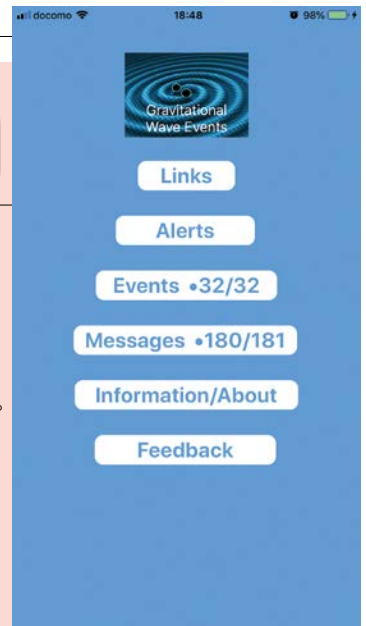 docomo 18:48 98%
Gravitational
Wave Events
Links
Alerts
Events •32/32
Messages •180/181
Information/About
Feedback